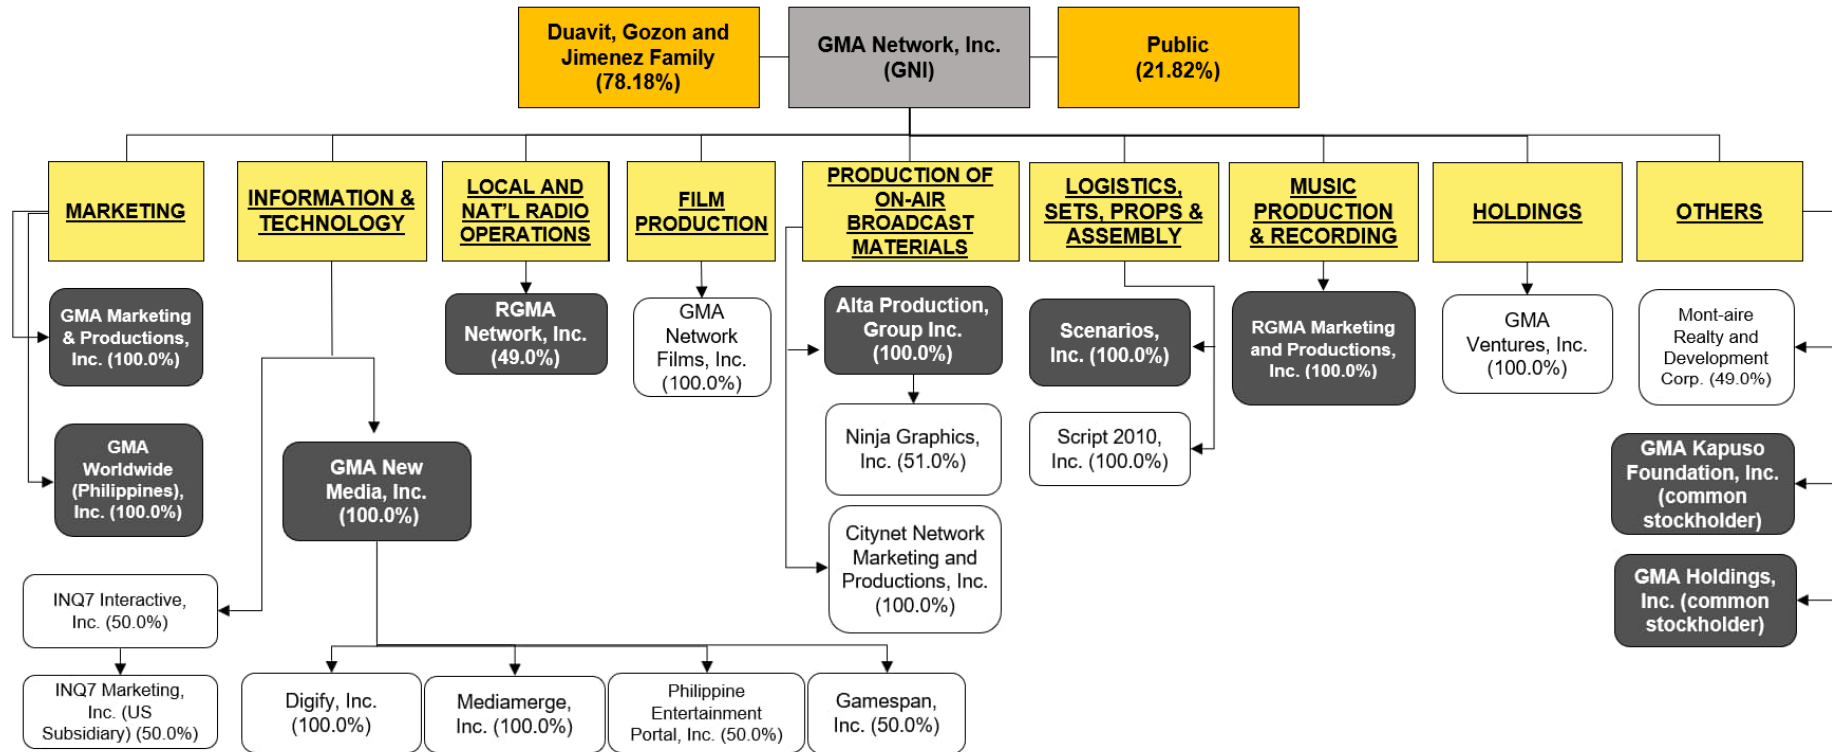 Duavit, Gozon and
Jimenez Family
(78.18%)
GMA Network, Inc.
(GNI)
Public
(21.82%)
MARKETING
INFORMATION &
TECHNOLOGY
LOCAL AND
NAT'L RADIO
OPERATIONS
FILM
PRODUCTION
PRODUCTION OF
ON-AIR
BROADCAST
MATERIALS
LOGISTICS,
SETS, PROPS &
ASSEMBLY
MUSIC
PRODUCTION
& RECORDING
HOLDINGS
OTHERS
GMA Marketing
& Productions,
Inc. (100.0%)
RGMA
Network, Inc.
(49.0%)
GMA
Network
Films, Inc.
(100.0%)
Alta Production,
Group Inc.
(100.0%)
Scenarios,
Inc. (100.0%)
RGMA Marketing
and Productions,
Inc. (100.0%)
GMA
Ventures, Inc.
(100.0%)
Mont-aire
Realty and
Development
Corp. (49.0%)
GMA
Worldwide
(Philippines),
Inc. (100.0%)
GMA New
Media, Inc.
(100.0%)
Ninja Graphics,
Inc. (51.0%)
Script 2010,
Inc. (100.0%)
GMA Kapuso
Foundation, Inc.
(common
stockholder)
Citynet Network
Marketing and
Productions, Inc.
(100.0%)
GMA Holdings,
Inc. (common
stockholder)
INQ7 Interactive,
Inc. (50.0%)
INQ7 Marketing,
Inc. (US
Subsidiary) (50.0%)
Digify, Inc.
(100.0%)
Mediamerge,
Inc. (100.0%)
Philippine
Entertainment
Portal, Inc. (50.0%)
Gamespan,
Inc. (50.0%)